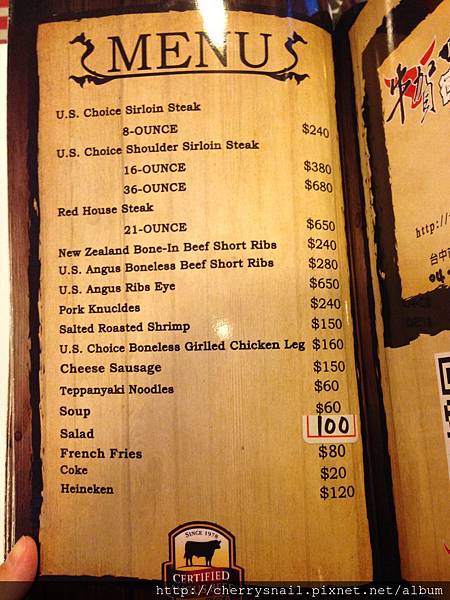 MENU
U.S. Choice Sirloin Steak
8-OUNCE $240
U.S. Choice Shoulder Sirloin Steak
16-OUNCE $380
36-OUNCE $680
Red House Steak
21-OUNCE $650
New Zealand Bone-In Beef Short Ribs $240
U.S. Angus Boneless Beef Short Ribs $280
U.S. Angus Ribs Eye $650
Pork Knucldes $240
Salted Roasted Shrimp $150
U.S. Choice Boneless Girlled Chicken Leg $160
Cheese Sausage $150
Teppanyaki Noodles $60
Soup $60
Salad 100
French Fries $80
Coke $20
Heineken $120
SINCE 1978
CERTIFIED
http://
台中
04
http://cherrysnail.pixnet.net/album